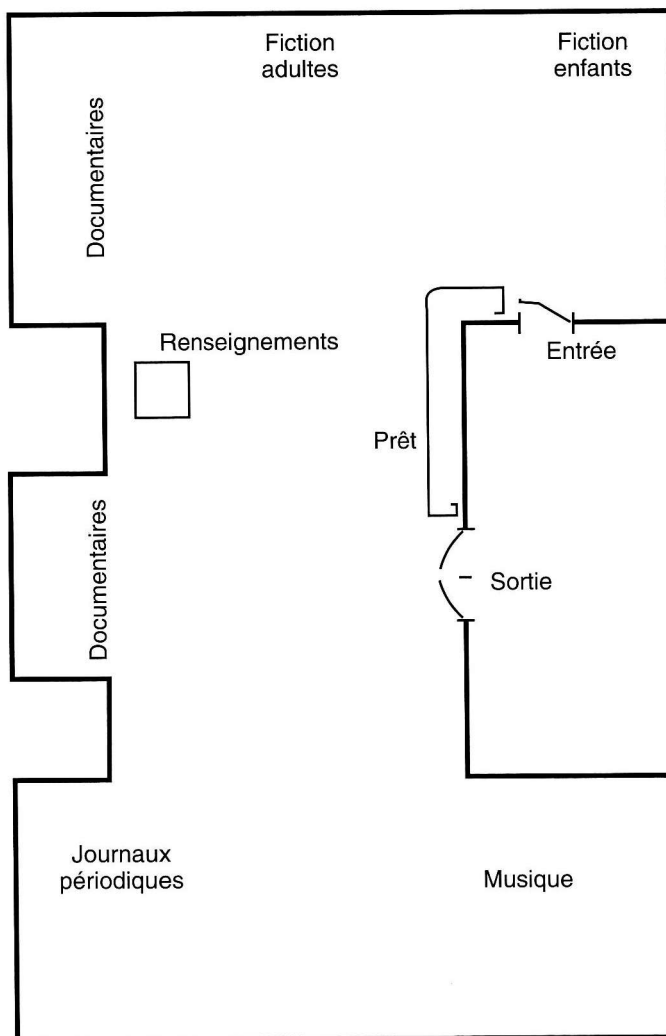 Fiction
adultes
Fiction
enfants
Documentaires
Renseignements
Entrée
Prêt
Documentaires
Sortie
Journaux
périodiques
Musique